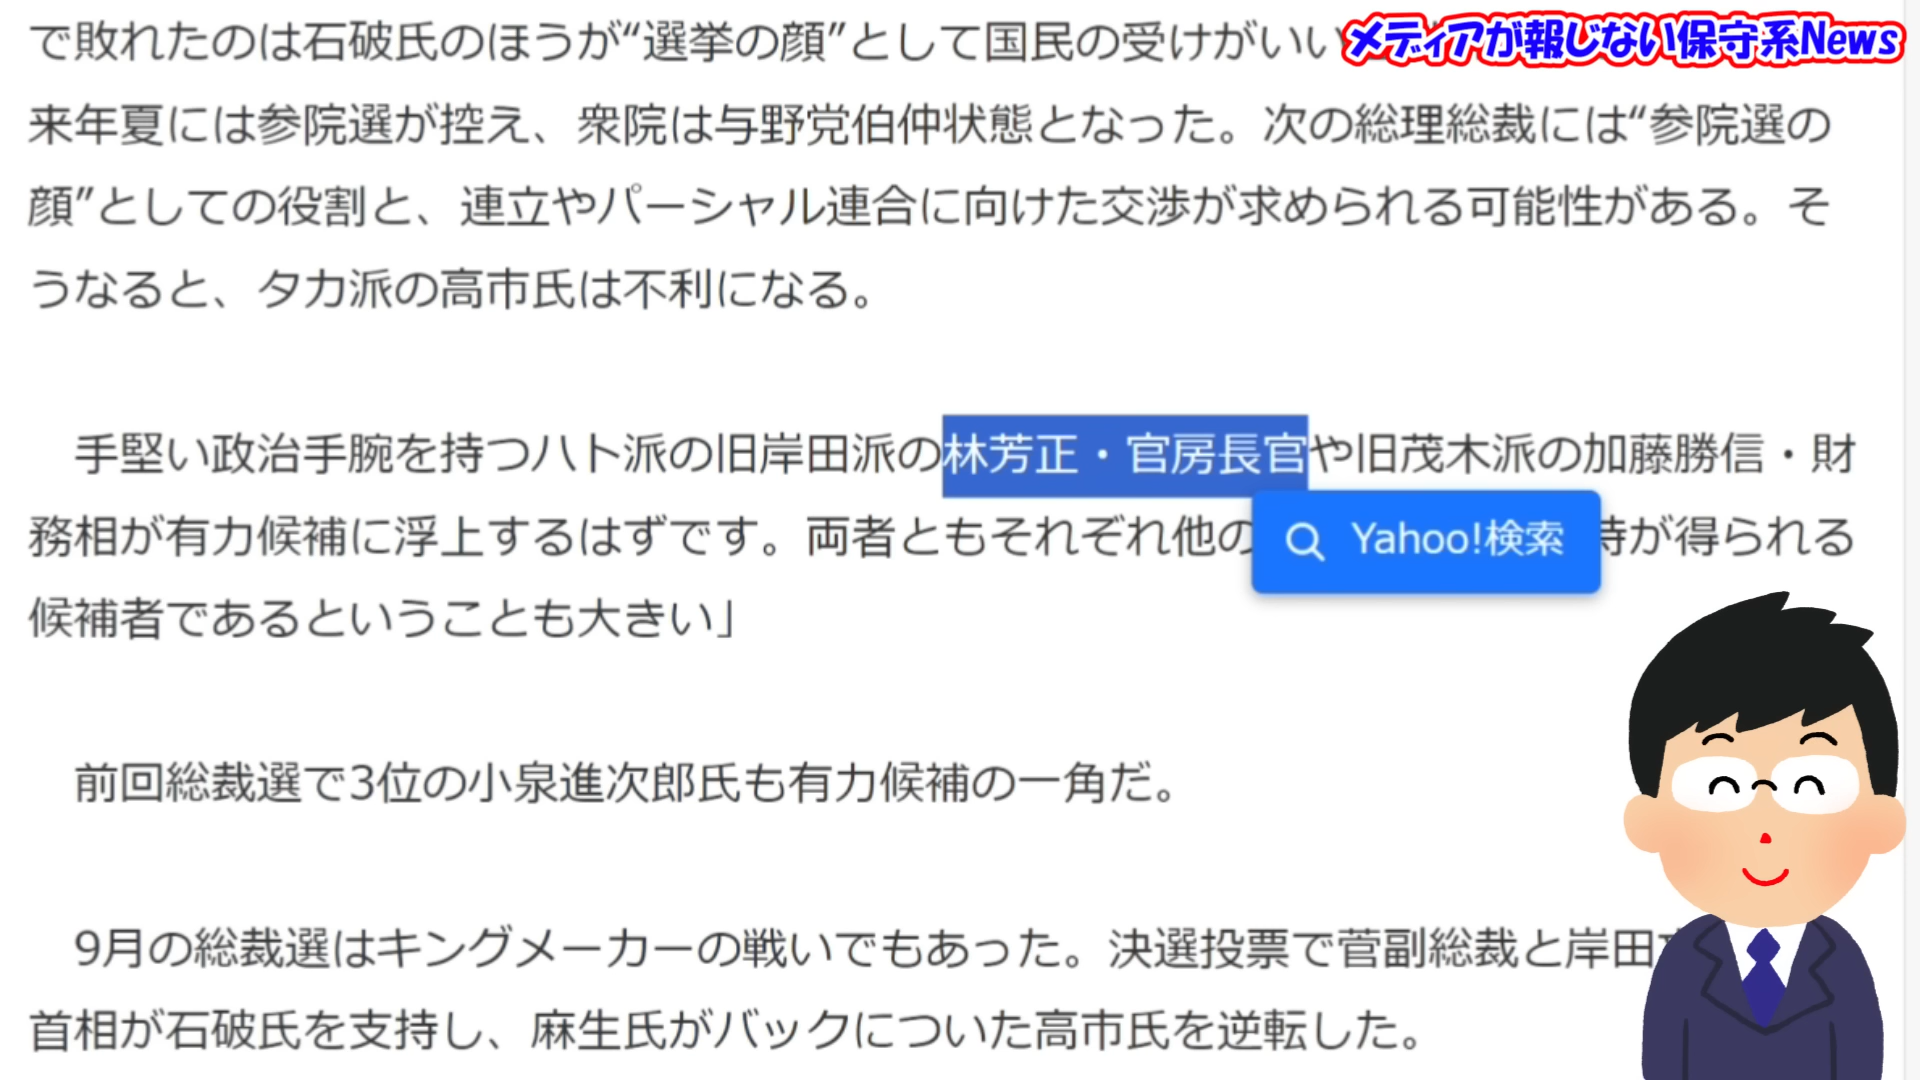 で敗れたのは石破氏のほうが“選挙の顔”として国民の受けがいい
メディアが報じない保守系News
来年夏には参院選が控え、衆院は与野党伯仲状態となった。次の総理総裁には“参院選の
顔”としての役割と、連立やパーシャル連合に向けた交渉が求められる可能性がある。そ
うなると、タカ派の高市氏は不利になる。
手堅い政治手腕を持つハト派の旧岸田派の林芳正・官房長官や旧茂木派の加藤勝信・財
務相が有力候補に浮上するはずです。両者ともそれぞれ他の
Yahoo!検索
が得られる
候補者であるということも大きい」
前回総裁選で3位の小泉進次郎氏も有力候補の一角だ。
9月の総裁選はキングメーカーの戦いでもあった。決選投票で菅副総裁と岸田
首相が石破氏を支持し、麻生氏がバックについた高市氏を逆転した。